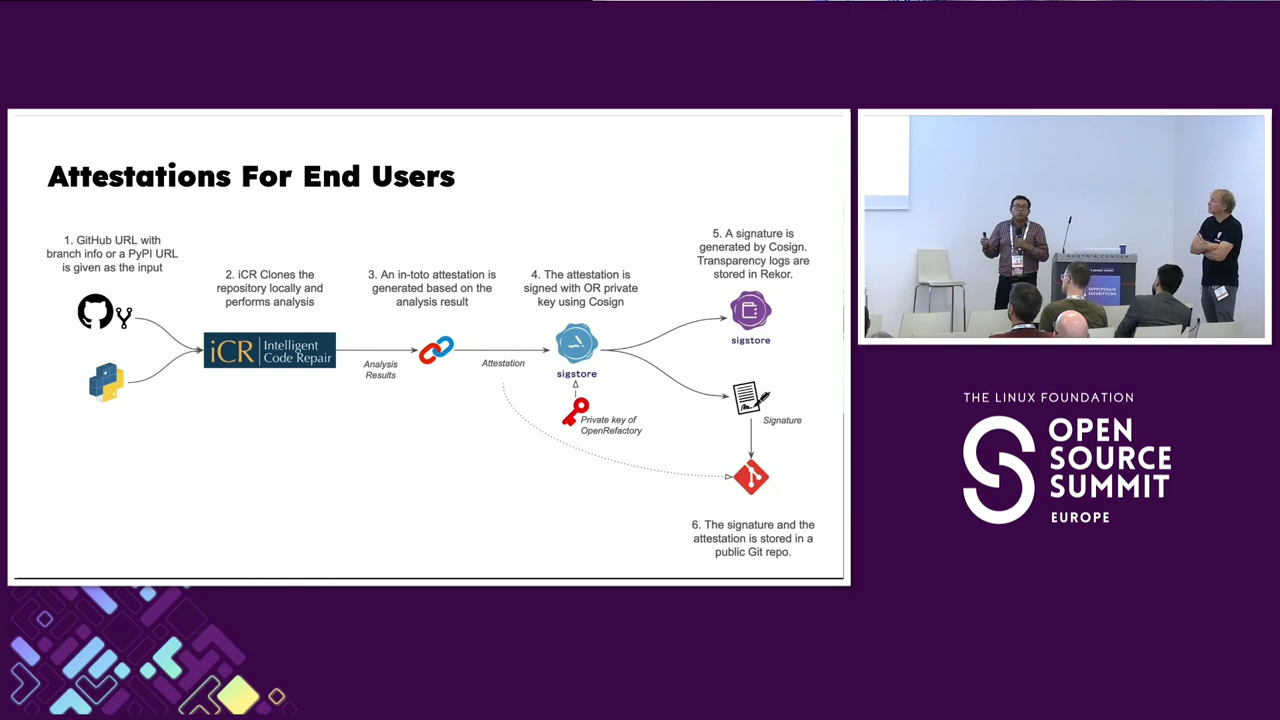 Attestations For End Users
1. GitHub URL with
branch info or a PyPI URL
is given as the input
2. iCR Clones the
repository locally and
performs analysis
3. An in-toto attestation is
generated based on the
analysis result
4. The attestation is
signed with OR private
key using Cosign
5. A signature is
generated by Cosign.
Transparency logs are
stored in Rekor.
iCR Intelligent
Code Repair
Analysis
Results
Attestation
sigstore
Private key of
OpenRefactory
sigstore
Signature
6. The signature and the
attestation is stored in a
public Git repo.
AUSTRIA CENTER
SUPPLYCHAIN
SECURITYCON
THE LINUX FOUNDATION
OPEN
SOURCE
SUMMIT
EUROPE